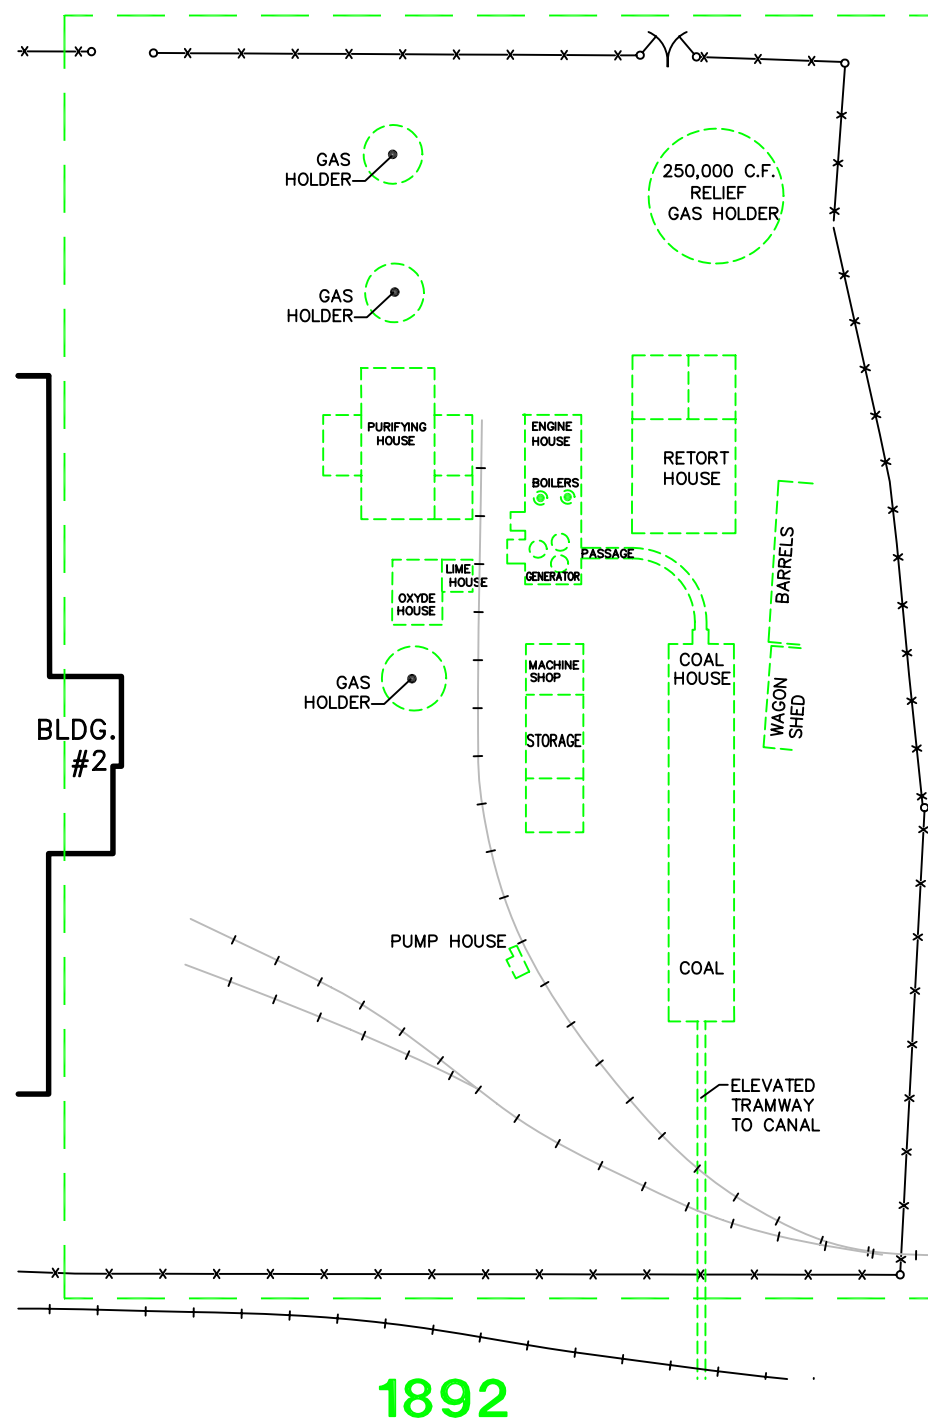 GAS
HOLDER
250,000 C.F.
RELIEF
GAS HOLDER
GAS
HOLDER
PURIFYING
HOUSE
ENGINE
HOUSE
BOILERS
RETORT
HOUSE
PASSAGE
GENERATOR
BARRELS
LIME
HOUSE
OXYDE
HOUSE
GAS
HOLDER
MACHINE
SHOP
STORAGE
COAL
HOUSE
WAGON
SHED
BLDG.
#2
PUMP HOUSE
COAL
ELEVATED
TRAMWAY
TO CANAL
1892